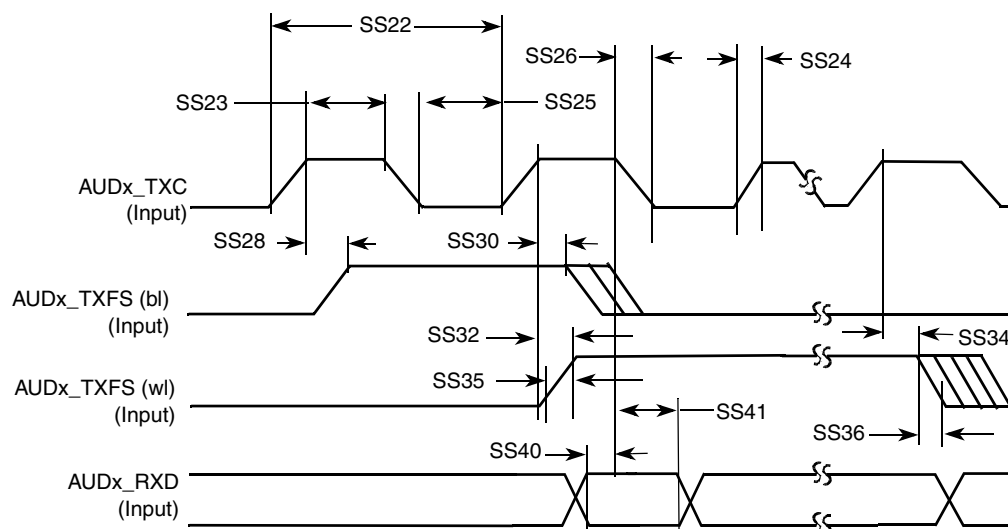 SS22
SS26
SS24
SS23
SS25
AUDx_TXC
(Input)
SS28
SS30
AUDx_TXFS (bl)
(Input)
SS32
SS34
AUDx_TXFS (wl)
(Input)
SS35
SS41
SS36
SS40
AUDx_RXD
(Input)